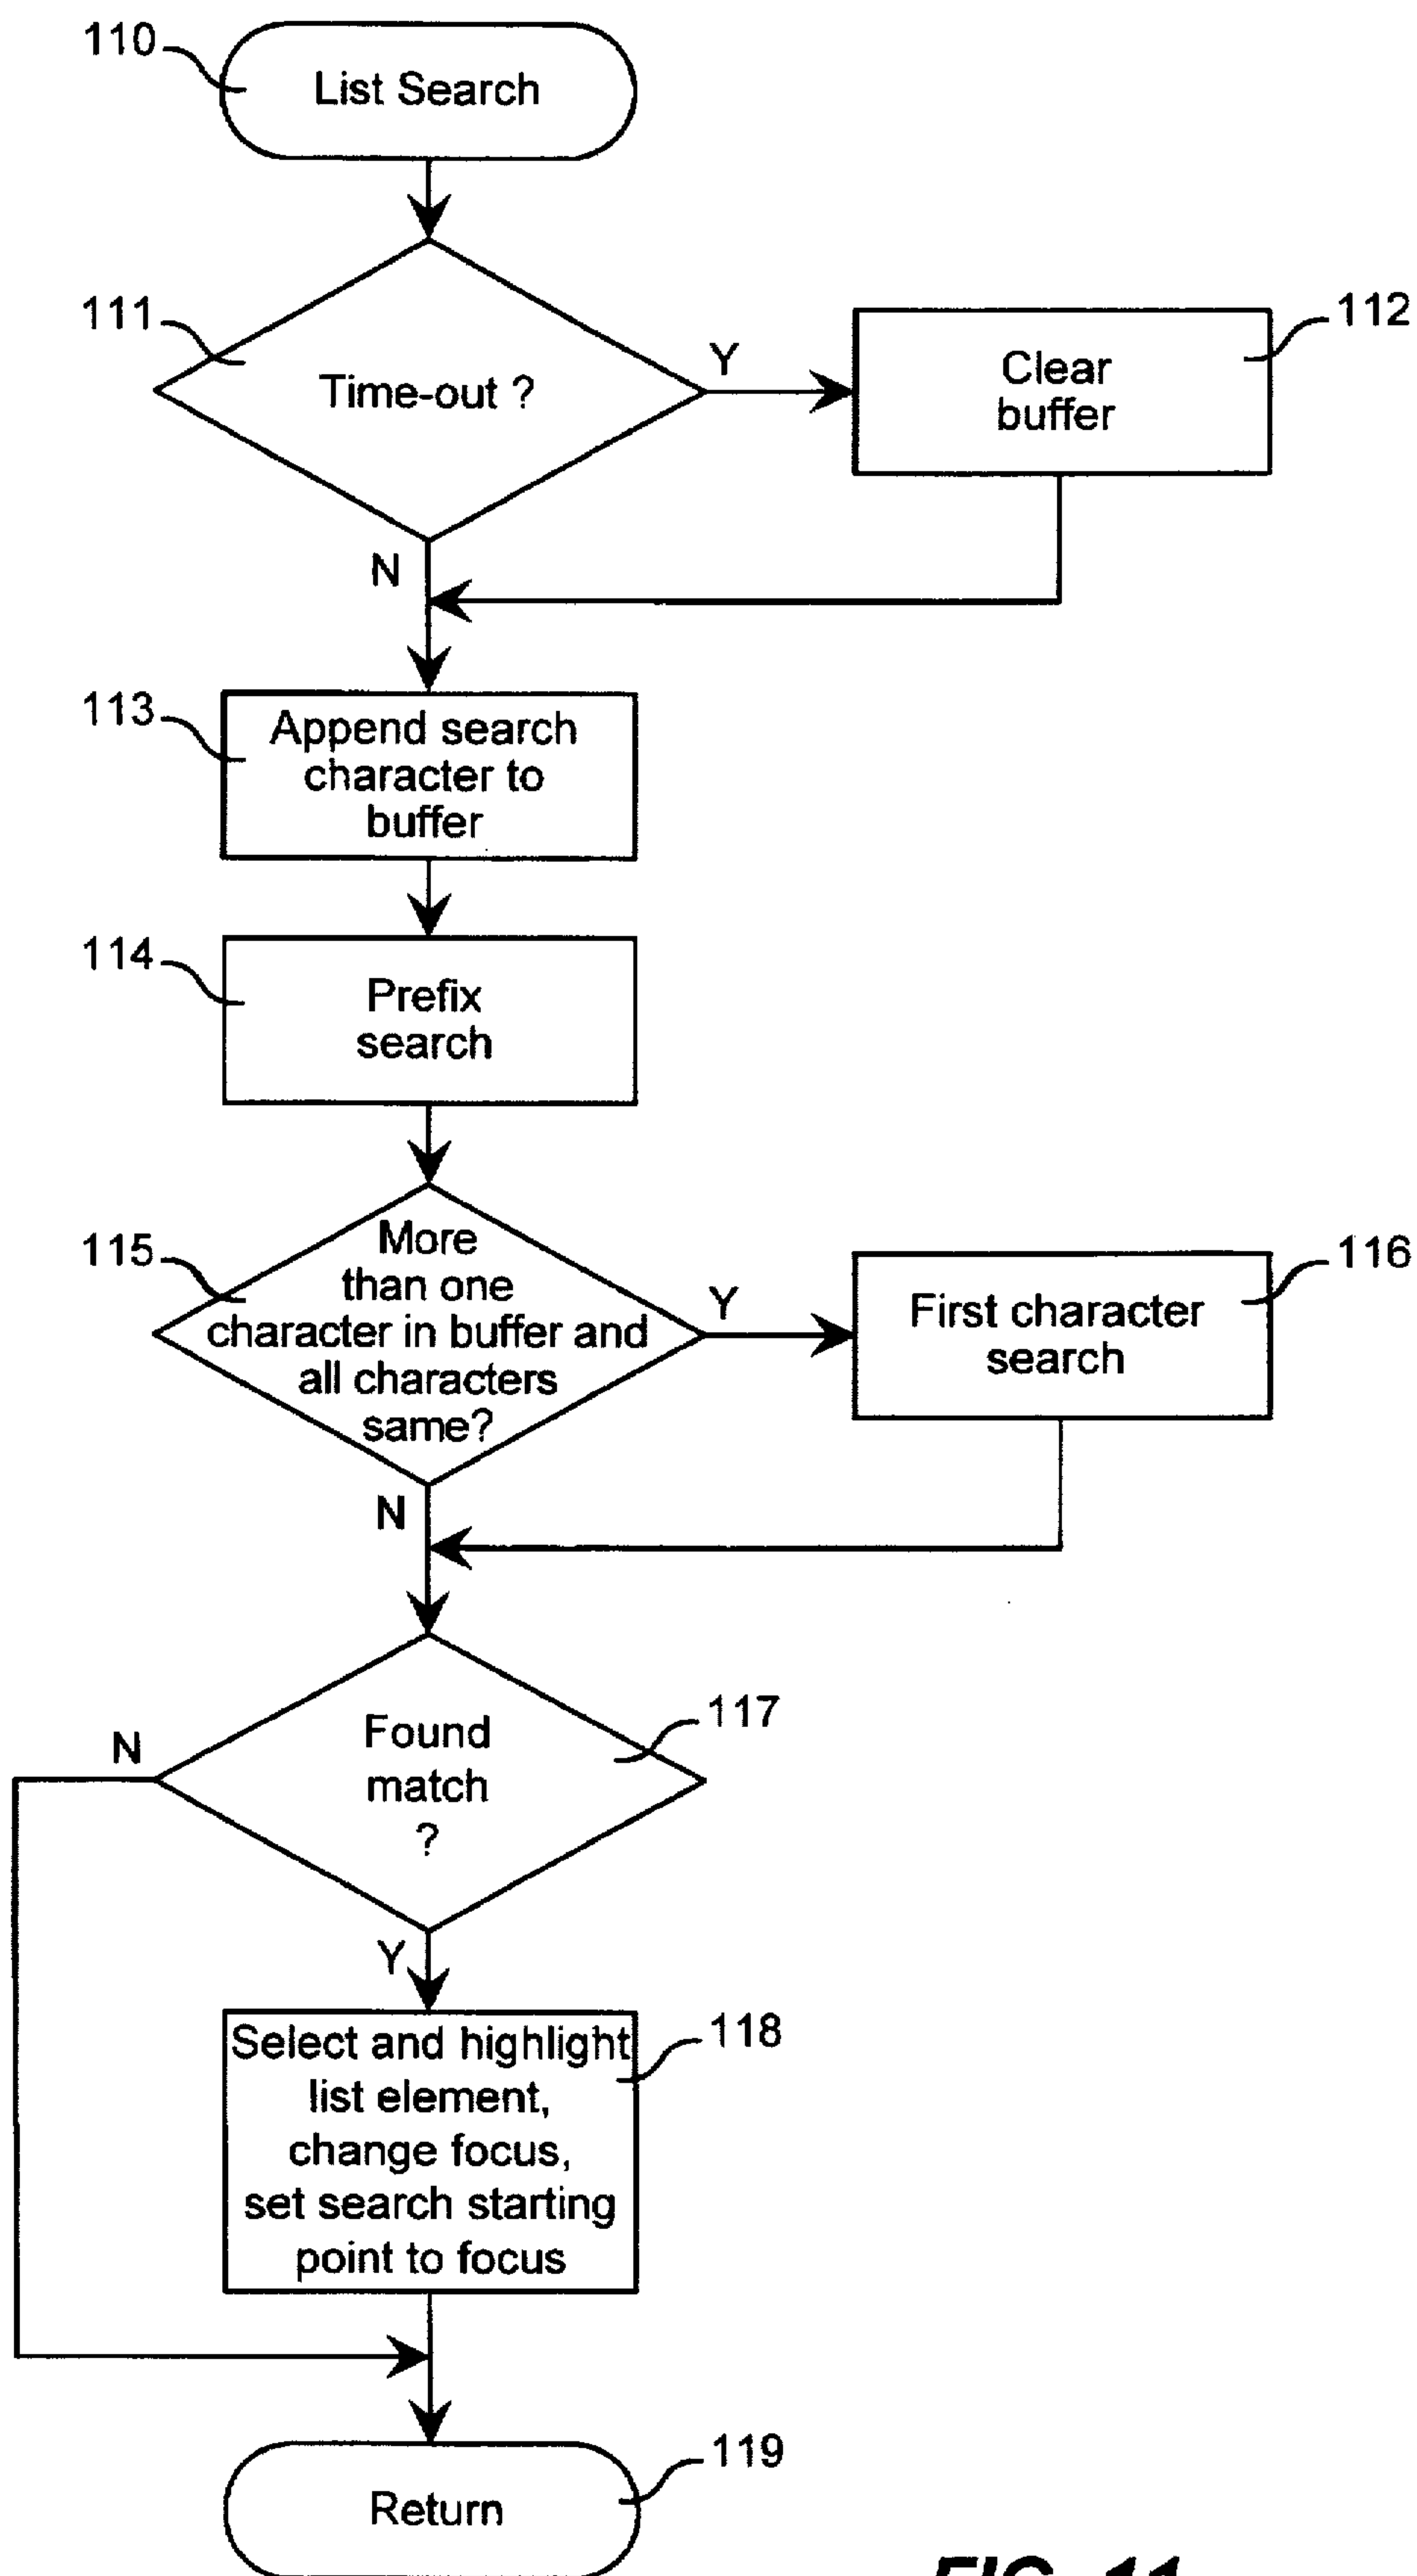 110
List Search
111
Time-out ?
Y
112
Clear
buffer
N
113
Append search
character to
buffer
114
Prefix
search
115
More
than one
character in buffer and
all characters
same?
Y
116
First character
search
N
117
Found
match
?
N
Y
118
Select and highlight
list element,
change focus,
set search starting
point to focus
119
Return
FIG. 11